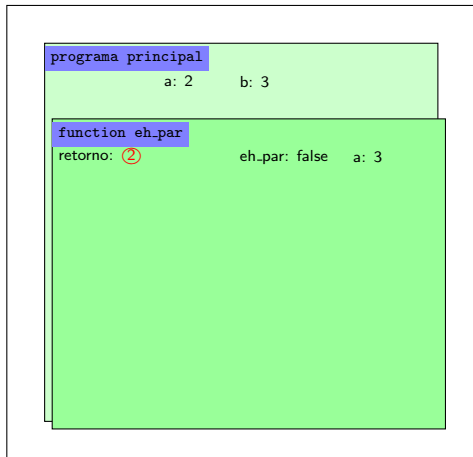 programa principal
a: 2 b: 3
function eh_par
retorno: 2 eh_par: false a: 3